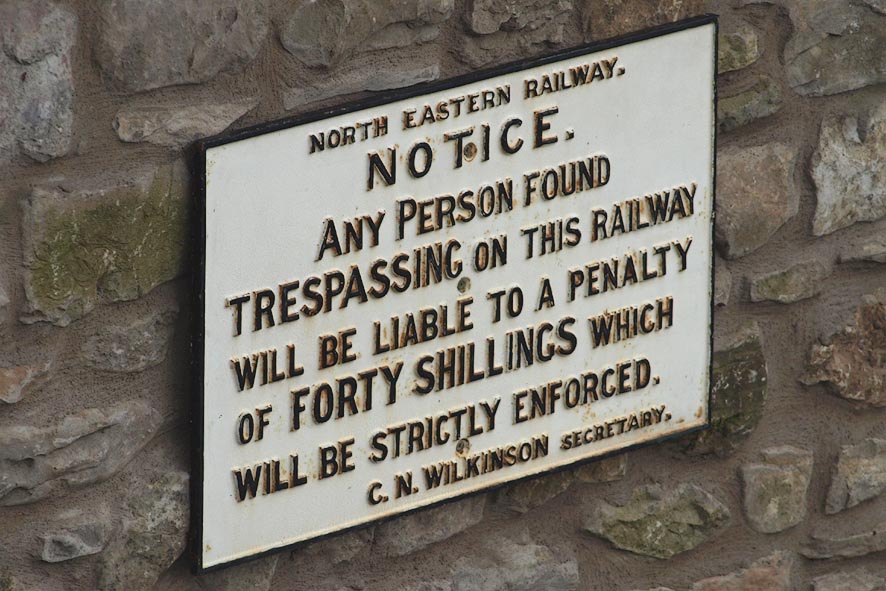 NORTH EASTERN RAILWAY.
NOTICE.
ANY PERSON FOUND
TRESPASSING ON THIS RAILWAY
WILL BE LIABLE TO A PENALTY
OF FORTY SHILLINGS WHICH
WILL BE STRICTLY ENFORCED.
C. N. WILKINSON SECRETARY.